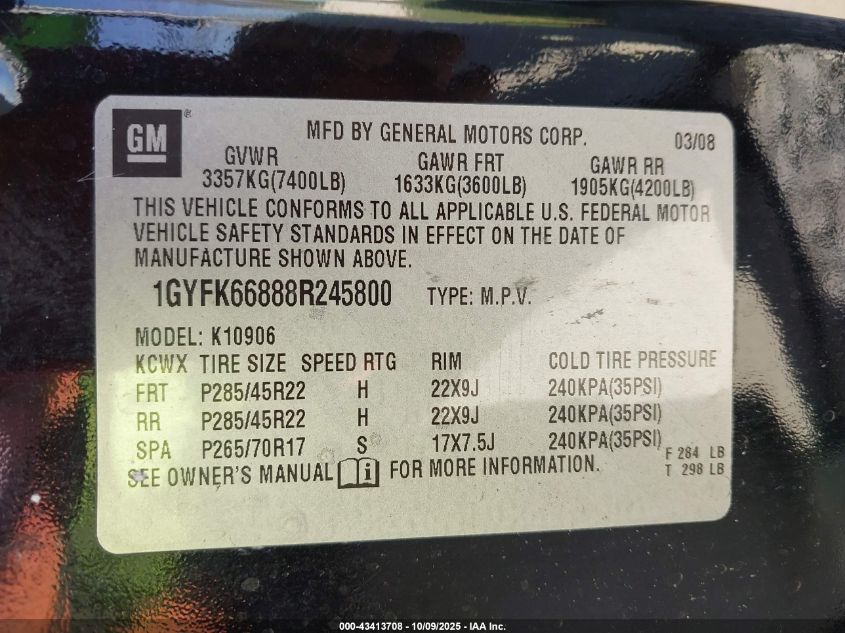 GM ®
MFD BY GENERAL MOTORS CORP. 03/08
GVWR GAWR FRT GAWR RR
3357KG(7400LB) 1633KG(3600LB) 1905KG(4200LB)
THIS VEHICLE CONFORMS TO ALL APPLICABLE U.S. FEDERAL MOTOR
VEHICLE SAFETY STANDARDS IN EFFECT ON THE DATE OF
MANUFACTURE SHOWN ABOVE.
1GYFK66888R245800 TYPE: M.P.V.
MODEL: K10906
KCWX TIRE SIZE SPEED RTG RIM COLD TIRE PRESSURE
FRT P285/45R22 H 22X9J 240KPA(35PSI)
RR P285/45R22 H 22X9J 240KPA(35PSI)
SPA P265/70R17 S 17X7.5J 240KPA(35PSI)
F 284 LB
SEE OWNER'S MANUAL i FOR MORE INFORMATION. T 298 LB
000-43413708 - 10/09/2025 - IAA Inc.